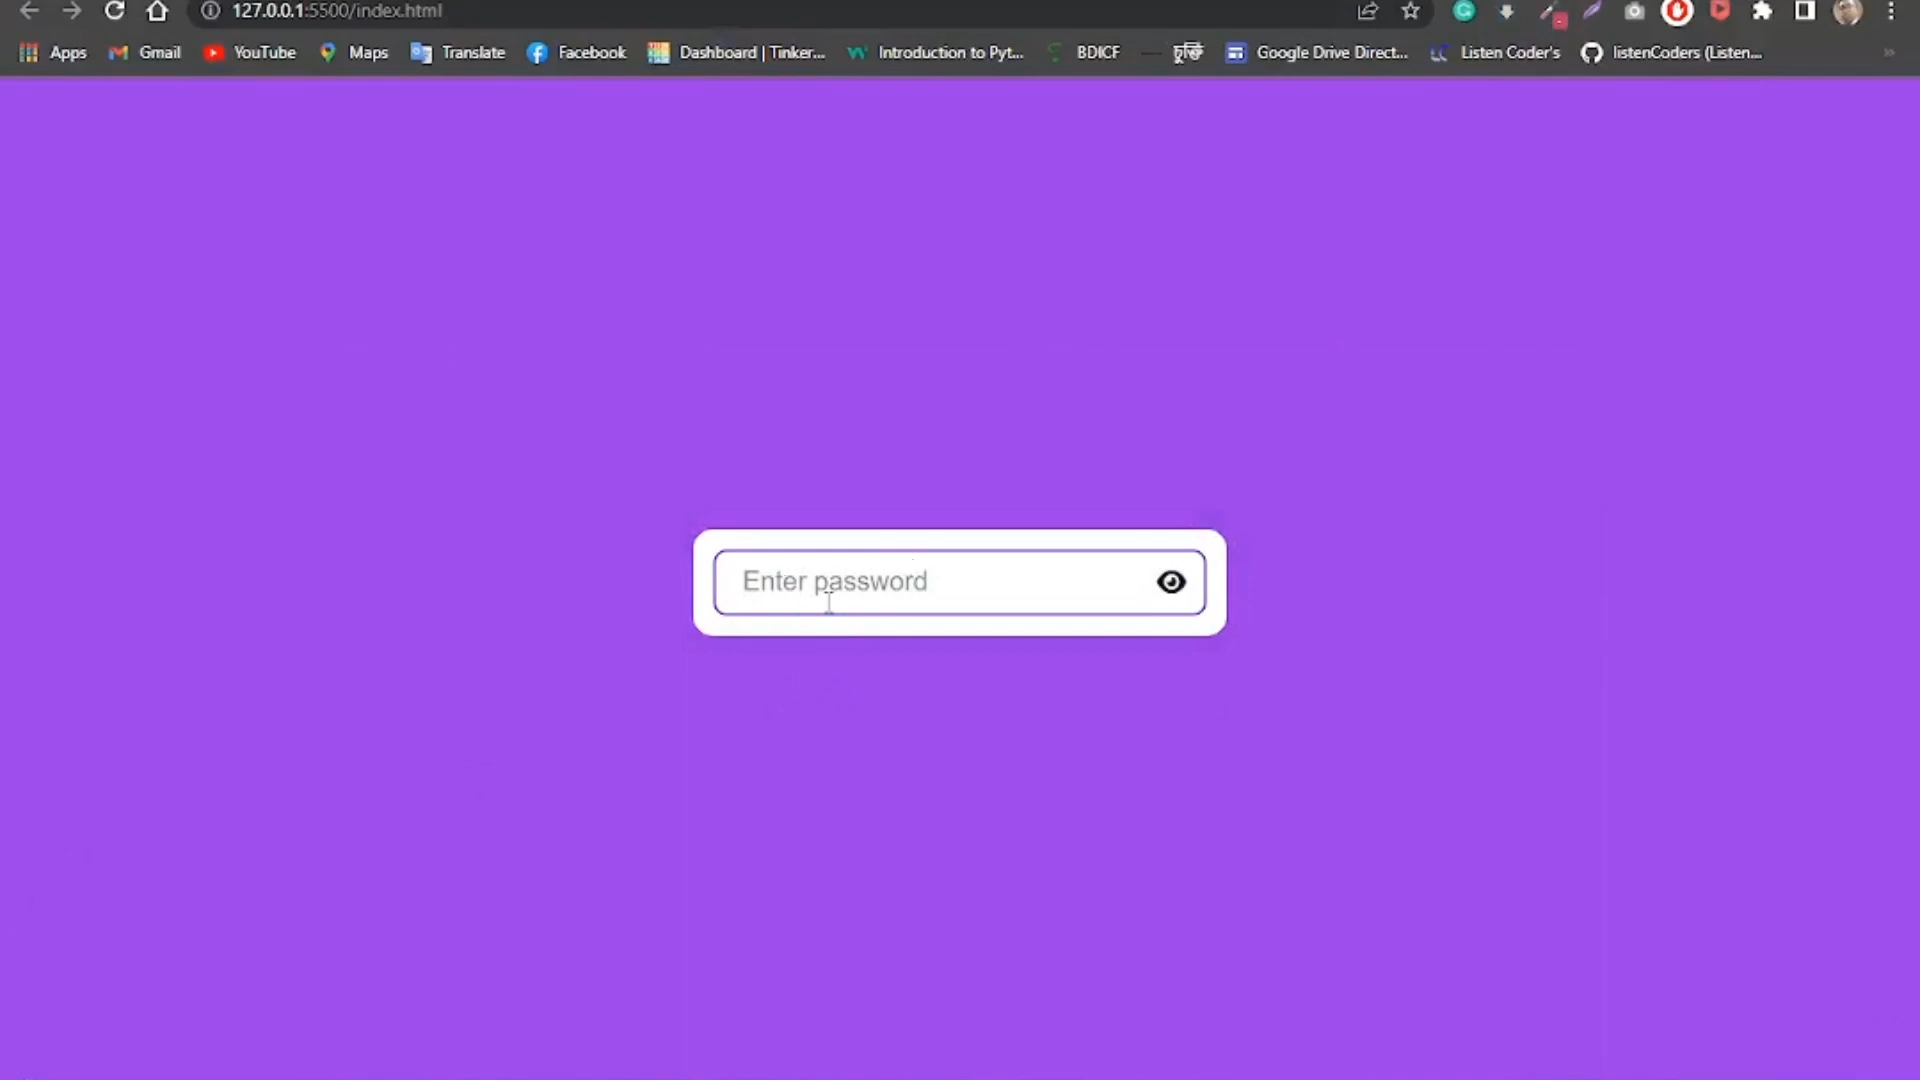 127.0.0.1:5500/index.html
Apps Gmail YouTube Maps Translate Facebook Dashboard | Tinker... Introduction to Pyt... BDICF Google Drive Direct... Listen Coder's listenCoders (Listen...
Enter password